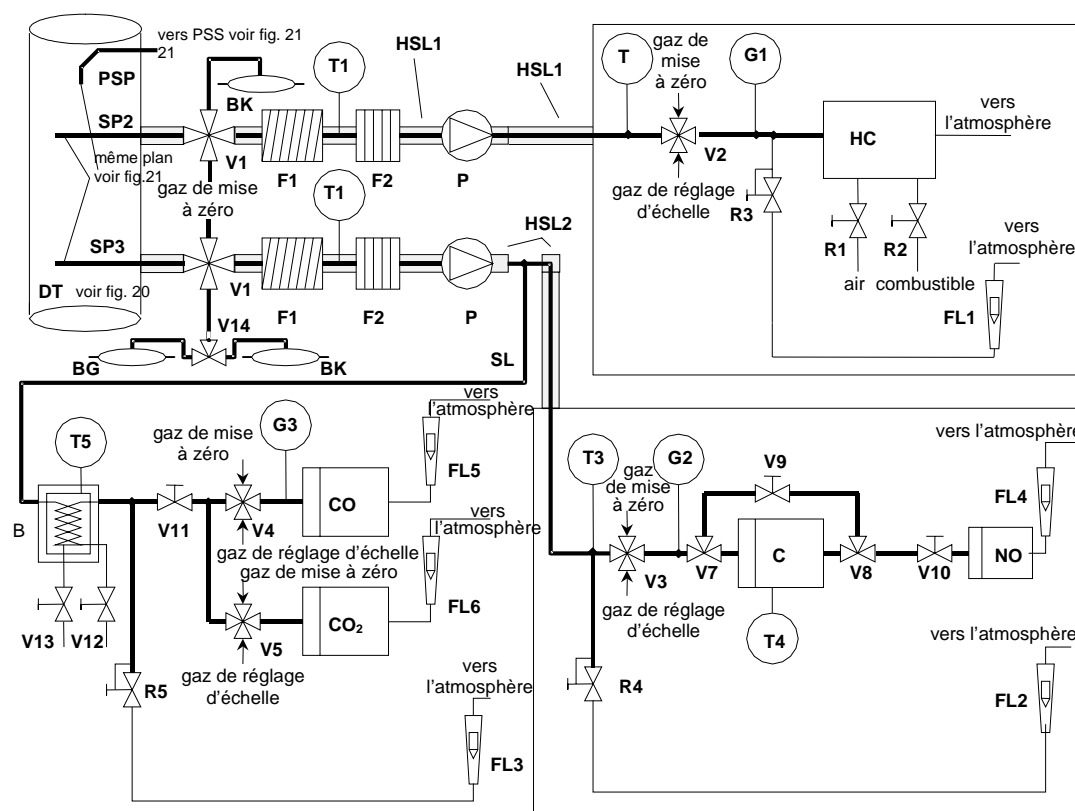 vers PSS voir fig. 21
21
PSP
BK
T1
HSL1
HSL1
T
gaz de
mise
à zéro
G1
vers
l'atmosphère
SP2
V1
F1
F2
P
V2
HC
même plan
voir fig.21
gaz de mise
à zéro
T1
gaz de réglage
d'échelle
R3
R1
R2
air
combustible
vers
l'atmosphère
FL1
SP3
HSL2
DT
voir fig. 20
V1
F1
F2
P
V14
BG
BK
SL
vers
l'atmosphère
gaz de mise
à zéro
G3
T5
FL5
B
V11
V4
CO
vers
l'atmosphère
gaz de réglage d'échelle
gaz de mise à zéro
FL6
V13
V12
V5
CO2
gaz de réglage
d'échelle
R5
vers
l'atmosphère
FL3
T3
gaz
de mise
à zéro
G2
V9
vers l'atmosphère
FL4
V3
V7
C
V8
V10
NO
gaz de réglage
d'échelle
T4
R4
vers l'atmosphère
FL2